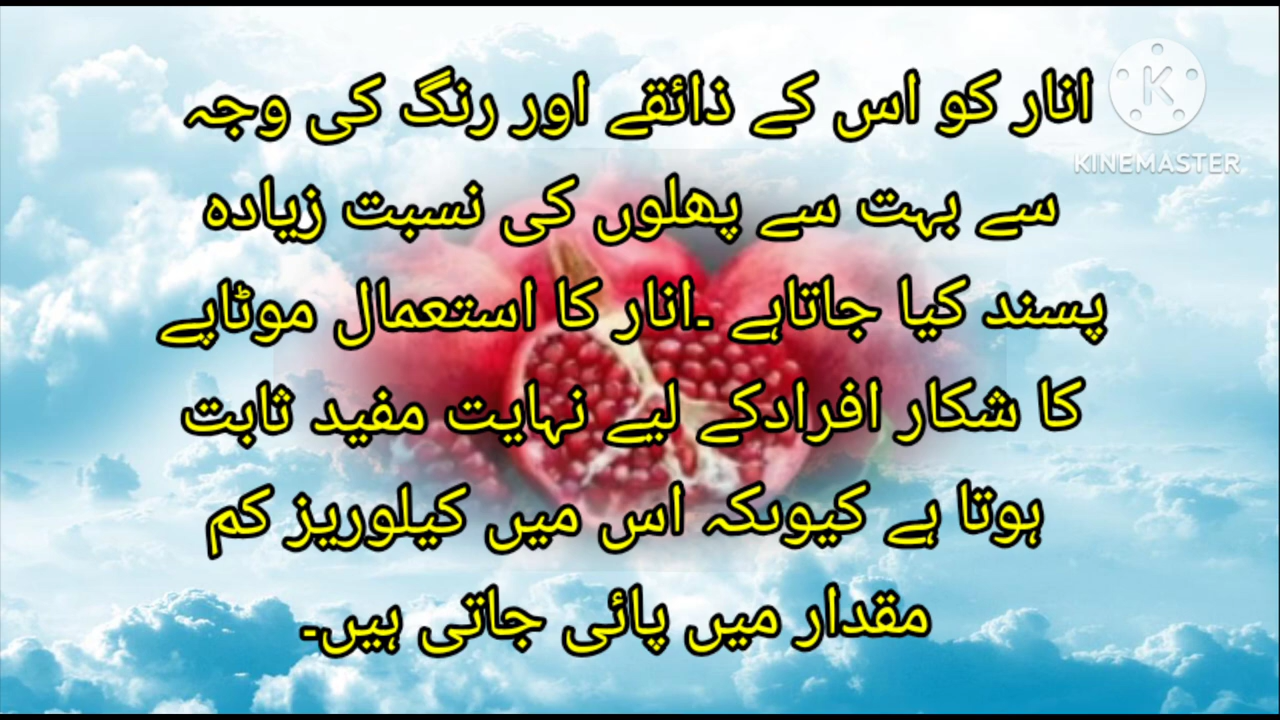 انار کو اس کے ذائقے اور رنگ کی وجہ
سے بہت سے پھلوں کی نسبت زیادہ
پسند کیا جاتاہے ۔انار کا استعمال موٹاپے
کا شکار افرادکے لیے نہایت مفید ثابت
ہوتا ہے کیوںکہ اس میں کیلوریز کم
مقدار میں پائی جاتی ہیں۔
K
KINEMASTER